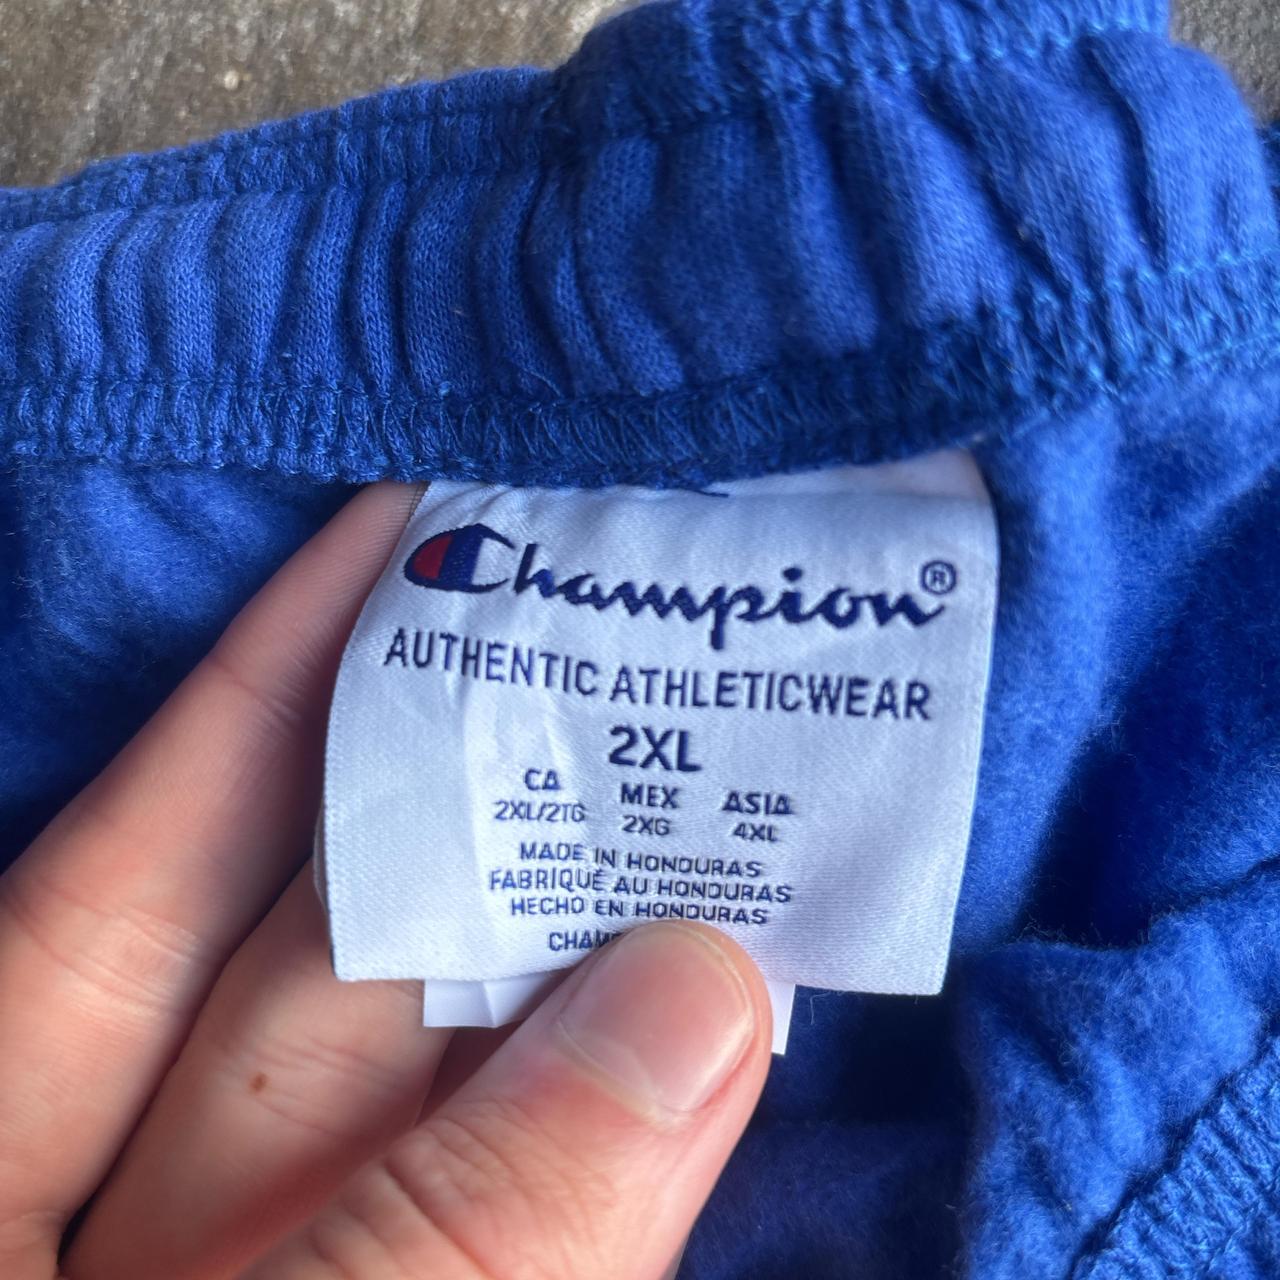 Champion®
AUTHENTIC ATHLETICWEAR
2XL
CA MEX ASIA
2XL/2TG 2XG 4XL
MADE IN HONDURAS
FABRIQUÉ AU HONDURAS
HECHO EN HONDURAS